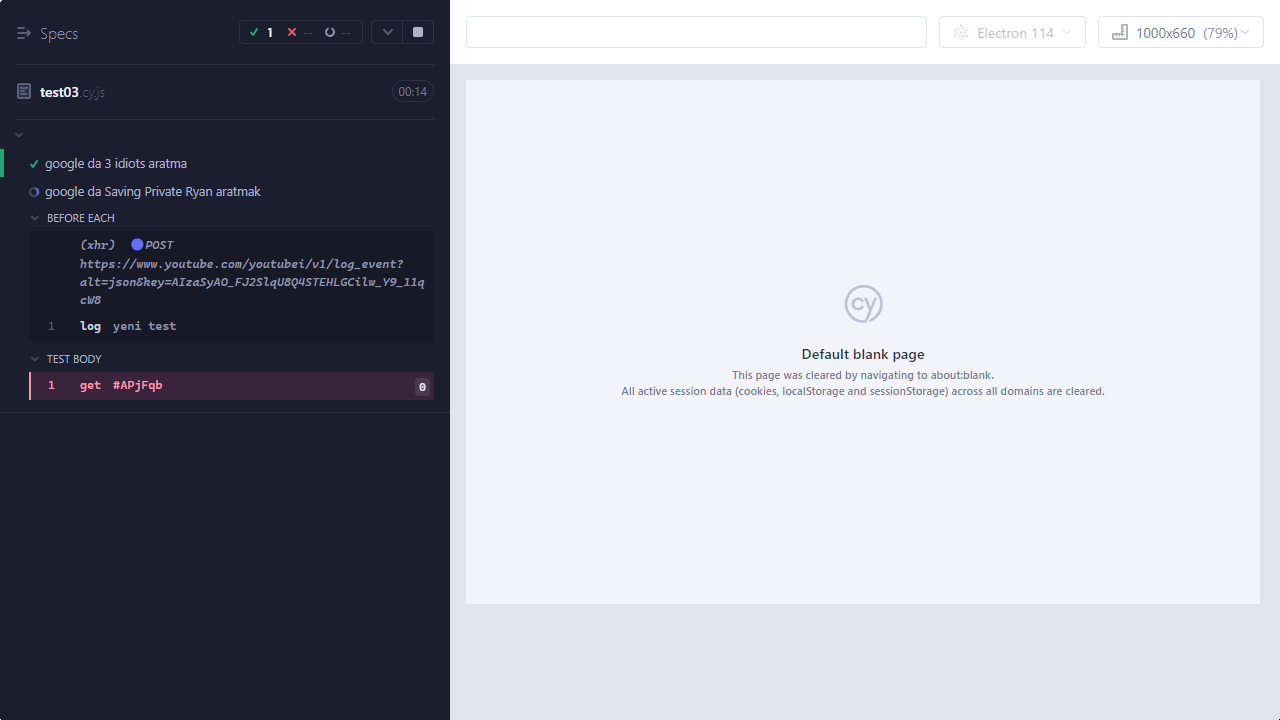 Specs
1
--
--
test03.cy.js
00:14
google da 3 idiots aratma
google da Saving Private Ryan aratmak
BEFORE EACH
(xhr) POST
https://www.youtube.com/youtubei/v1/log_event?
alt=json&key=AIzaSyAO_FJ2SlqU8Q4STEHLGCilw_Y9_11q
cW8
1 log yeni test
TEST BODY
1 get #APjFqb 0
Electron 114
1000x660 (79%)
cy
Default blank page
This page was cleared by navigating to about:blank.
All active session data (cookies, localStorage and sessionStorage) across all domains are cleared.